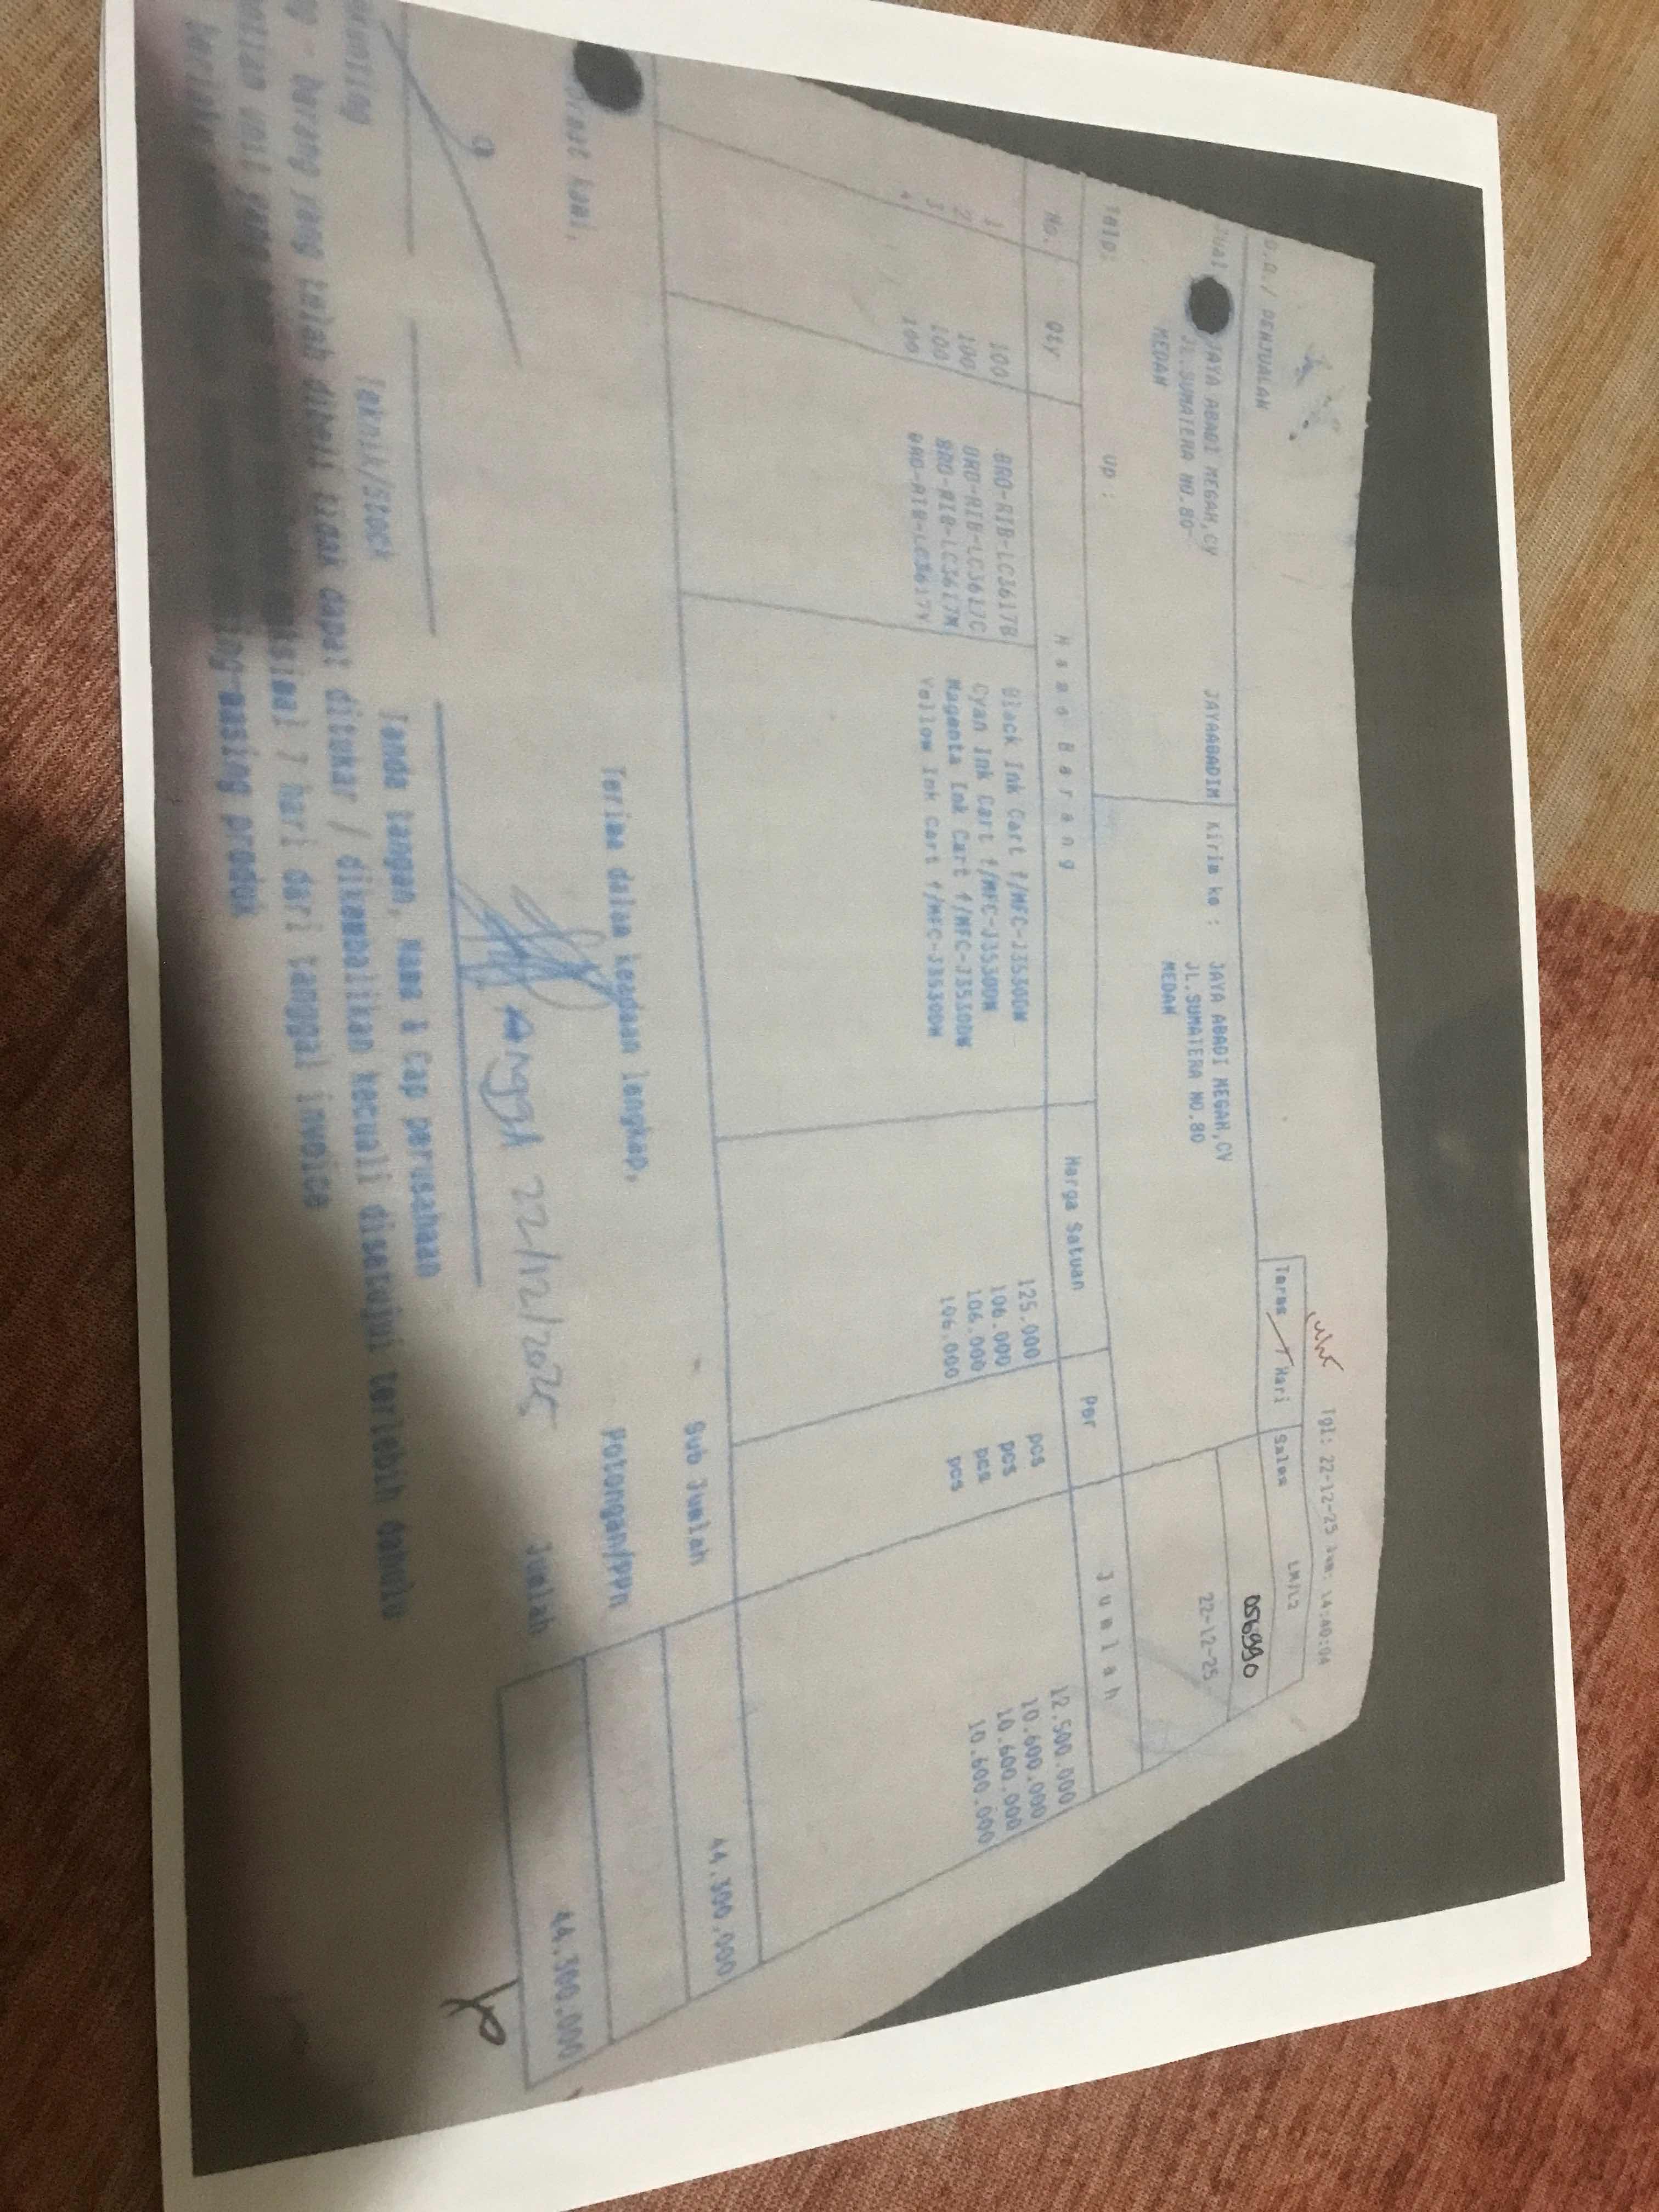 Tgl: 22-12-25 Jam: 14:40:04
D.O./ PENJUALAN
Terms Hari Sales LM/L2
056990
Jual JAYA ABADI MEGAH,CV JAYAABADIM Kirim ke : JAYA ABADI MEGAH,CV
JL.SUMATERA NO.80 JL.SUMATERA NO.80 22-12-25
MEDAN MEDAN
Telp. Up :
No. Qty Nama Barang Harga Satuan Per Jumlah
1 100 BRO-RIB-LC3617B Black Ink Cart f/MFC-J3530DW 125.000 pcs 12.500.000
2 100 BRO-RIB-LC3617C Cyan Ink Cart f/MFC-J3530DW 106.000 pcs 10.600.000
3 100 BRO-RIB-LC3617M Magenta Ink Cart f/MFC-J3530DW 106.000 pcs 10.600.000
4 100 BRO-RIB-LC3617Y Yellow Ink Cart f/MFC-J3530DW 106.000 pcs 10.600.000
Sub Jumlah 44.300.000
Hormat kami, Terima dalam keadaan lengkap, Potongan/PPn
Jumlah 44.300.000
Angga 22/12/2025
Teknik/Stock Tanda tangan, Nama & Cap perusahaan
barang yang telah dibeli tidak dapat ditukar / dikembalikan kecuali disetujui terlebih dahulu
7 hari dari tanggal invoice
produk